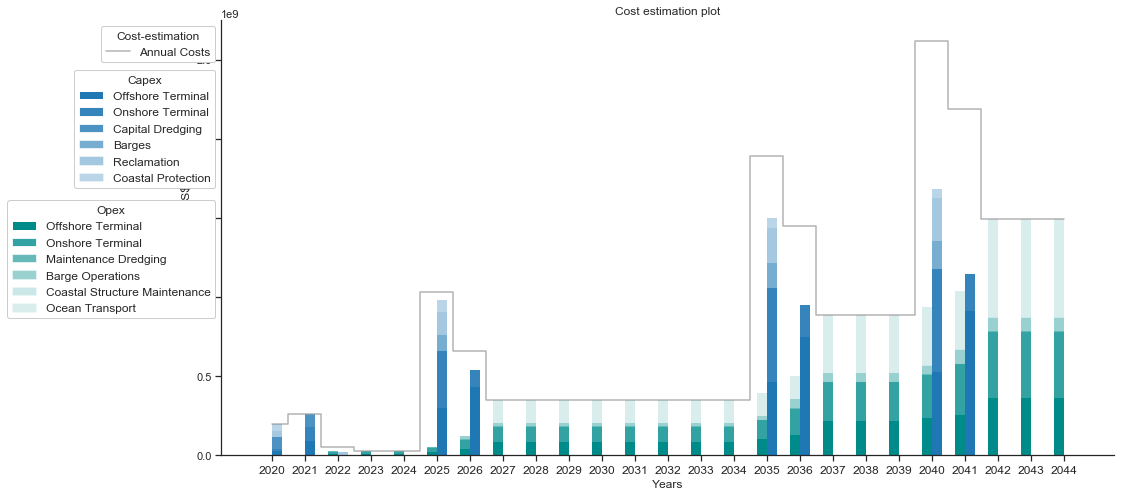 Cost estimation plot
1e9
Cost-estimation
Annual Costs
Capex
Offshore Terminal
Onshore Terminal
Capital Dredging
Barges
Reclamation
Coastal Protection
Opex
Offshore Terminal
Onshore Terminal
Maintenance Dredging
Barge Operations
Coastal Structure Maintenance
Ocean Transport
0.5
0.0
2020 2021 2022 2023 2024 2025 2026 2027 2028 2029 2030 2031 2032 2033 2034 2035 2036 2037 2038 2039 2040 2041 2042 2043 2044
Years